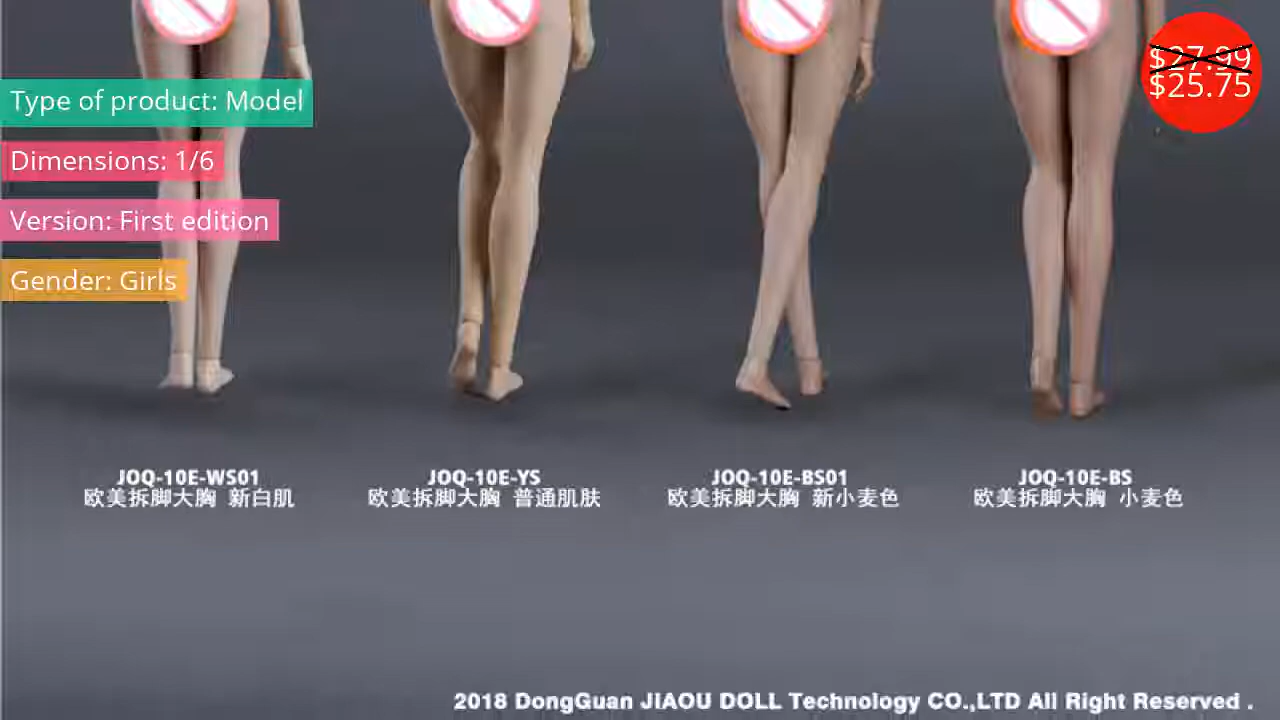 $27.99
$25.75
Type of product: Model
Dimensions: 1/6
Version: First edition
Gender: Girls
JOQ-10E-WS01
欧美拆脚大胸 新白肌
JOQ-10E-YS
欧美拆脚大胸 普通肌肤
JOQ-10E-BS01
欧美拆脚大胸 新小麦色
JOQ-10E-BS
欧美拆脚大胸 小麦色
2018 DongGuan JIAOU DOLL Technology CO.,LTD All Right Reserved .